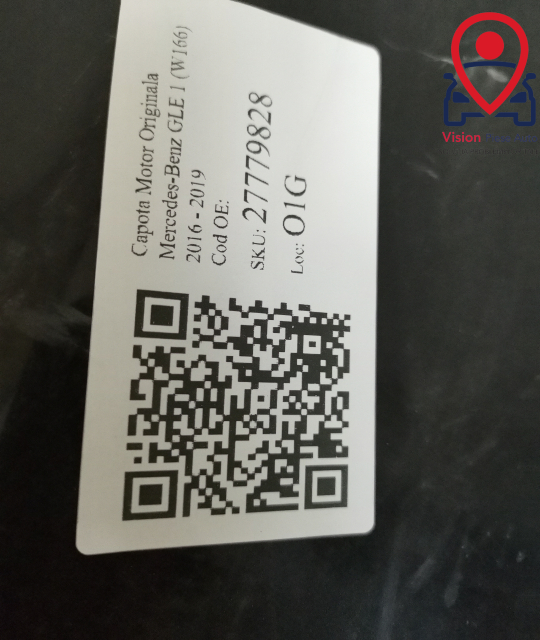 Capota Motor Originala
Mercedes-Benz GLE 1 (W166)
2016 - 2019
Cod OE:
SKU: 27779828
Loc: O1G
Vision